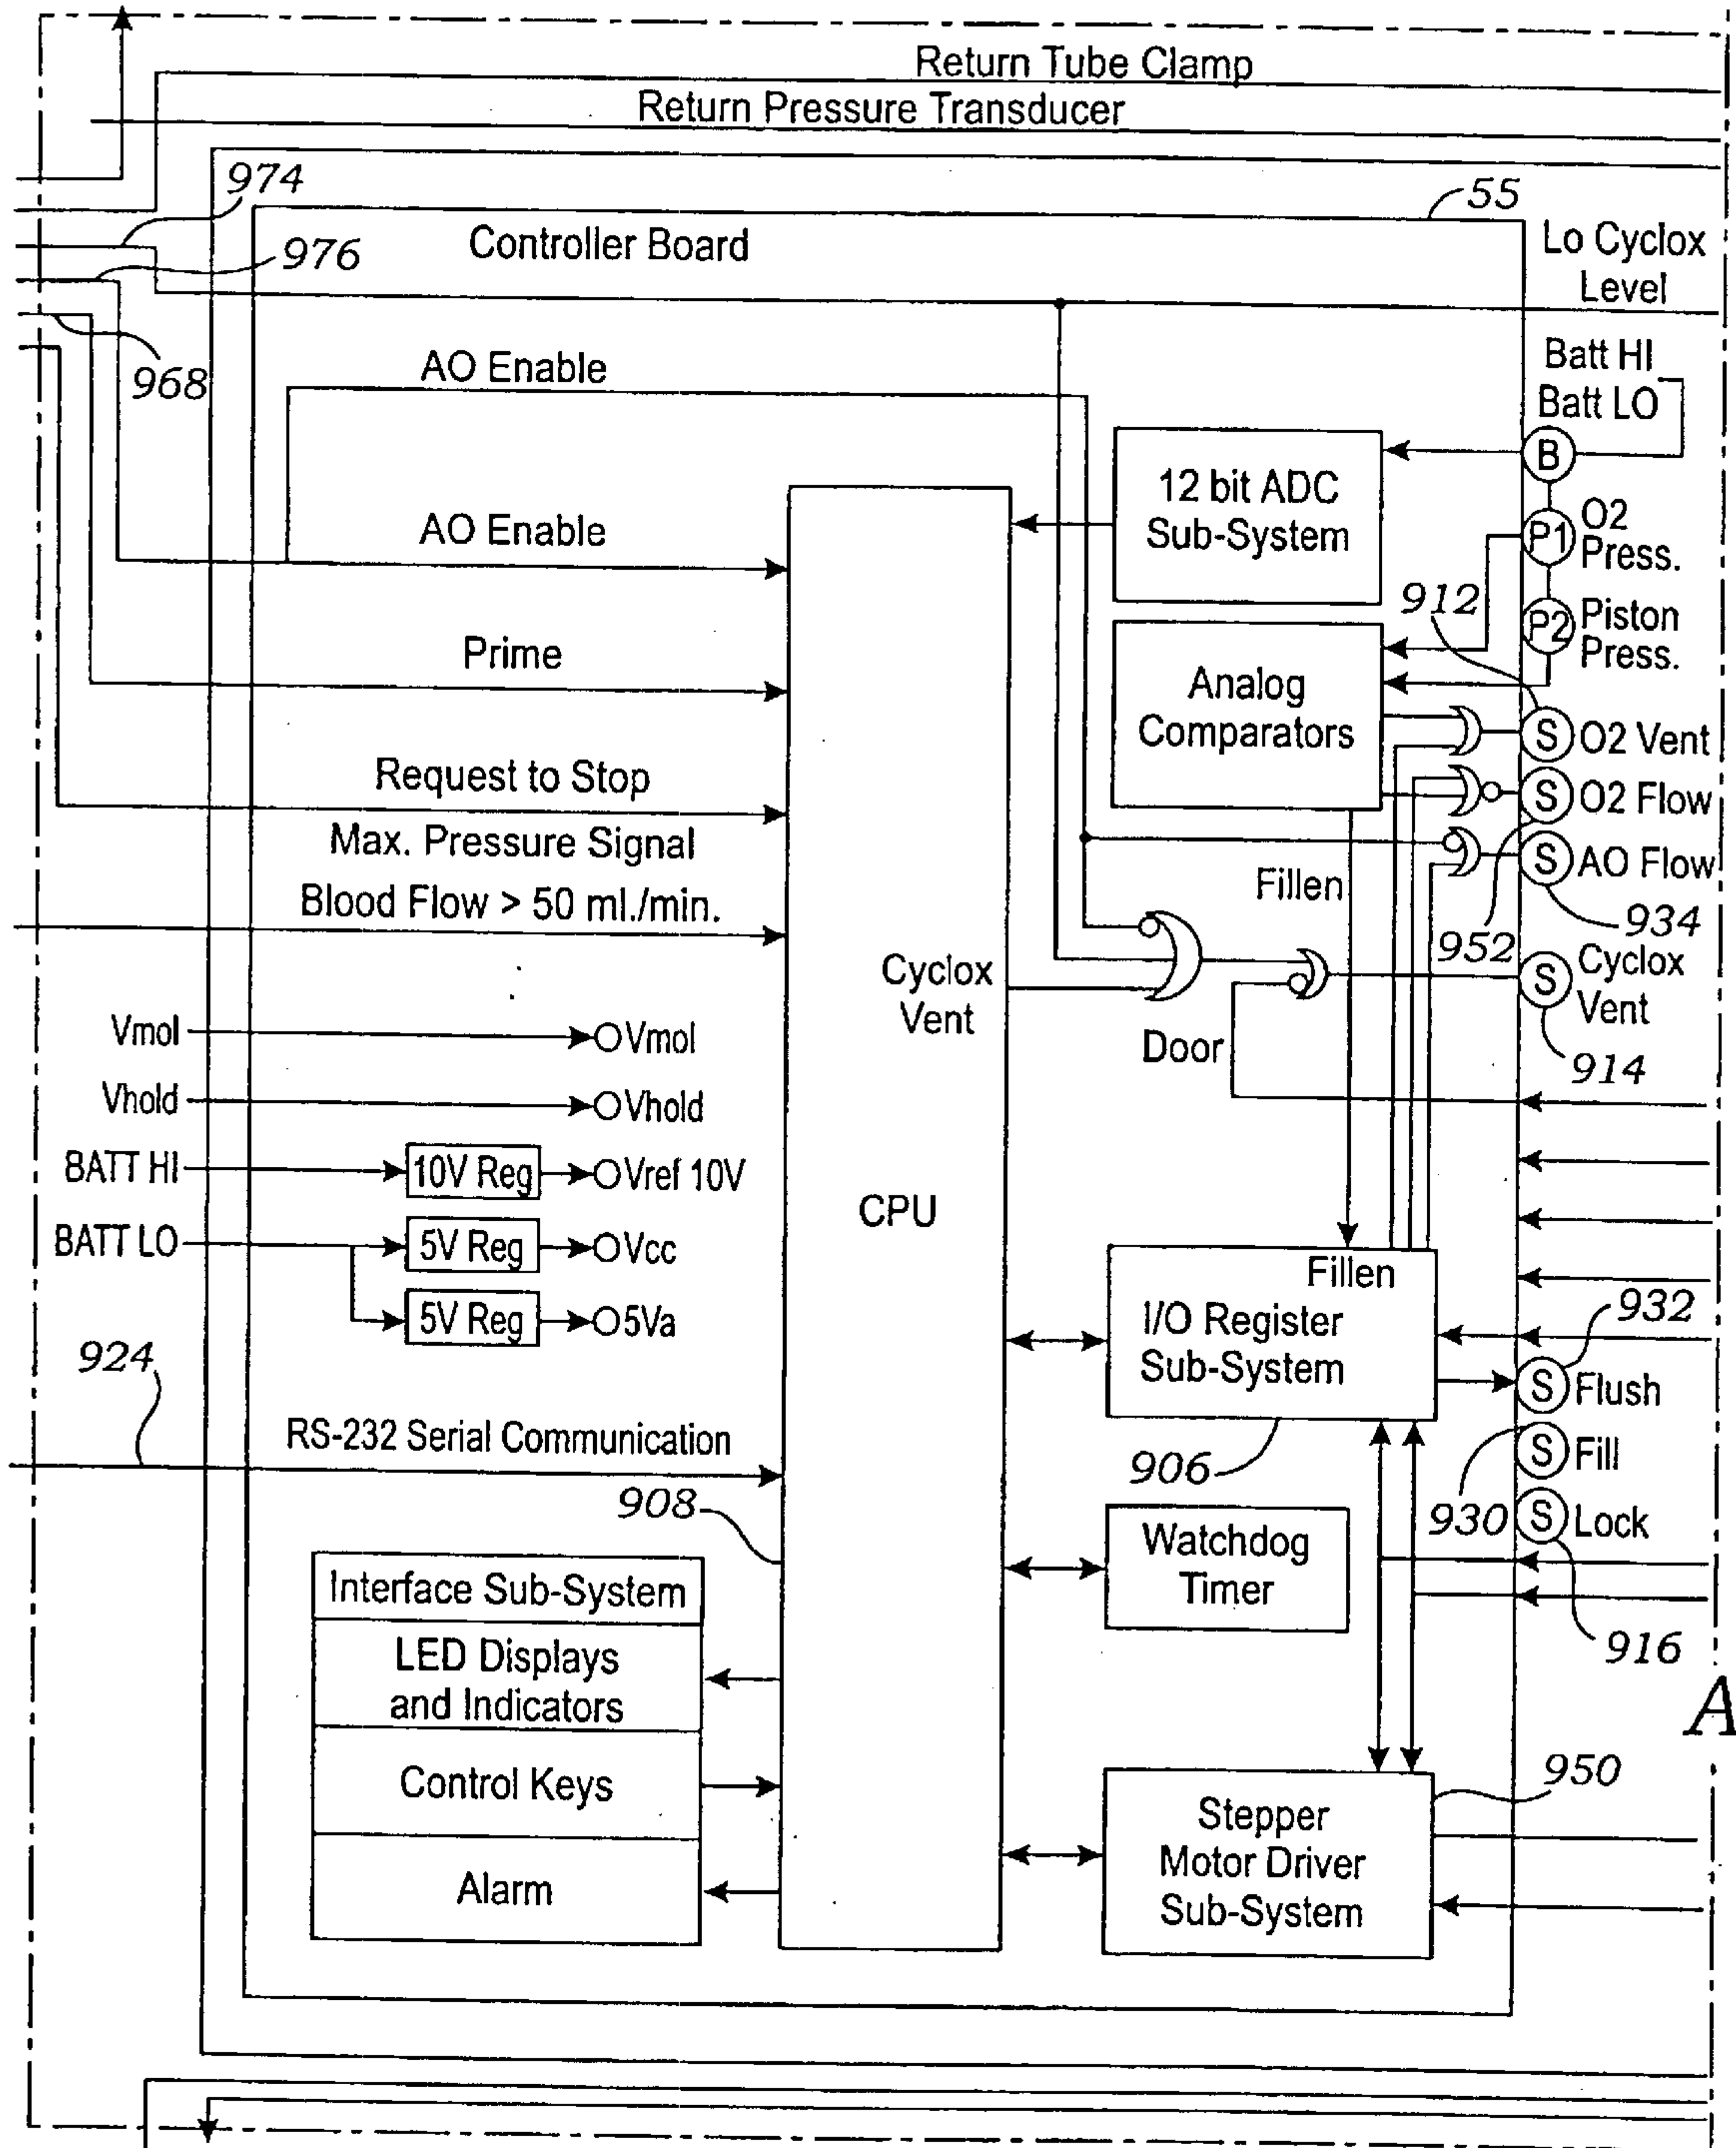 Return Tube Clamp
Return Pressure Transducer
974
55
Controller Board
Lo Cyclox
Level
976
968
AO Enable
Batt HI
Batt LO
B
12 bit ADC
Sub-System
AO Enable
P1
O2
Press.
912
P2
Piston
Press.
Prime
Analog
Comparators
S
O2 Vent
Request to Stop
S
O2 Flow
Max. Pressure Signal
S
AO Flow
Fillen
Blood Flow > 50 ml./min.
934
952
Cyclox
Vent
S
Cyclox
Vent
Vmol
Vmol
Door
914
Vhold
Vhold
BATT HI
10V Reg
Vref 10V
CPU
BATT LO
5V Reg
Vcc
Fillen
5V Reg
5Va
I/O Register
Sub-System
932
924
S
Flush
RS-232 Serial Communication
S
Fill
906
908
930
S
Lock
Watchdog
Timer
Interface Sub-System
916
LED Displays
and Indicators
A
Control Keys
950
Stepper
Motor Driver
Sub-System
Alarm